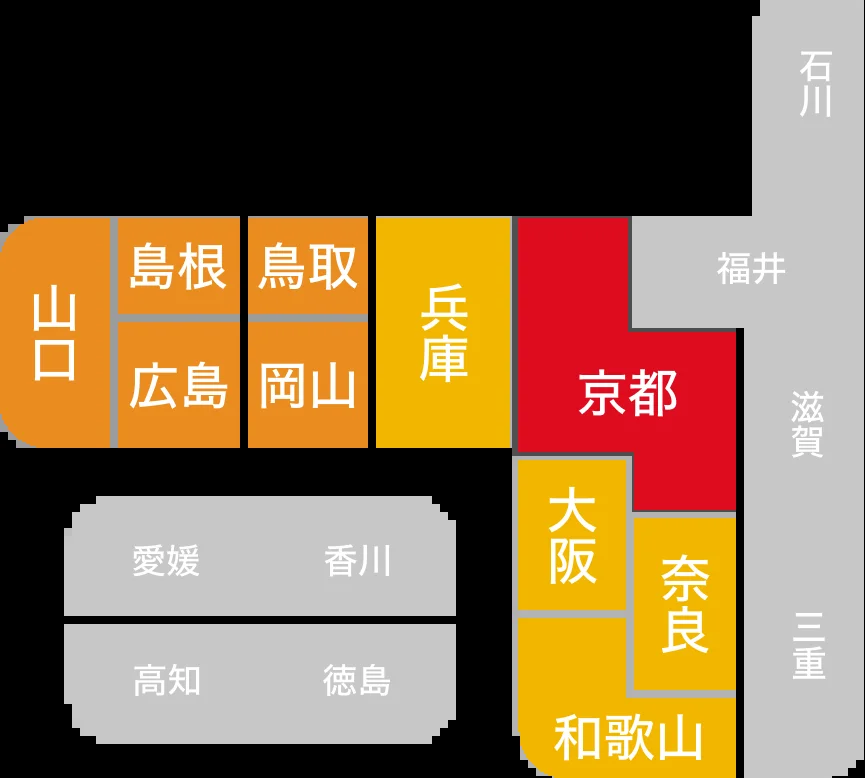 石川
福井
島根
鳥取
山口
兵庫
広島
岡山
京都
滋賀
大阪
奈良
愛媛
香川
三重
高知
徳島
和歌山